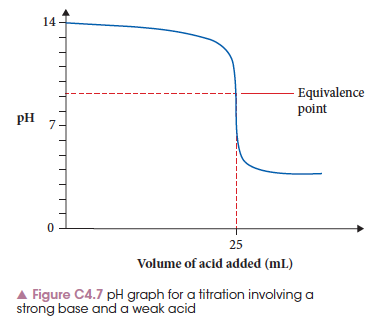 14
Equivalence
point
pH
7
0
25
Volume of acid added (mL)
▲ Figure C4.7 pH graph for a titration involving a
strong base and a weak acid